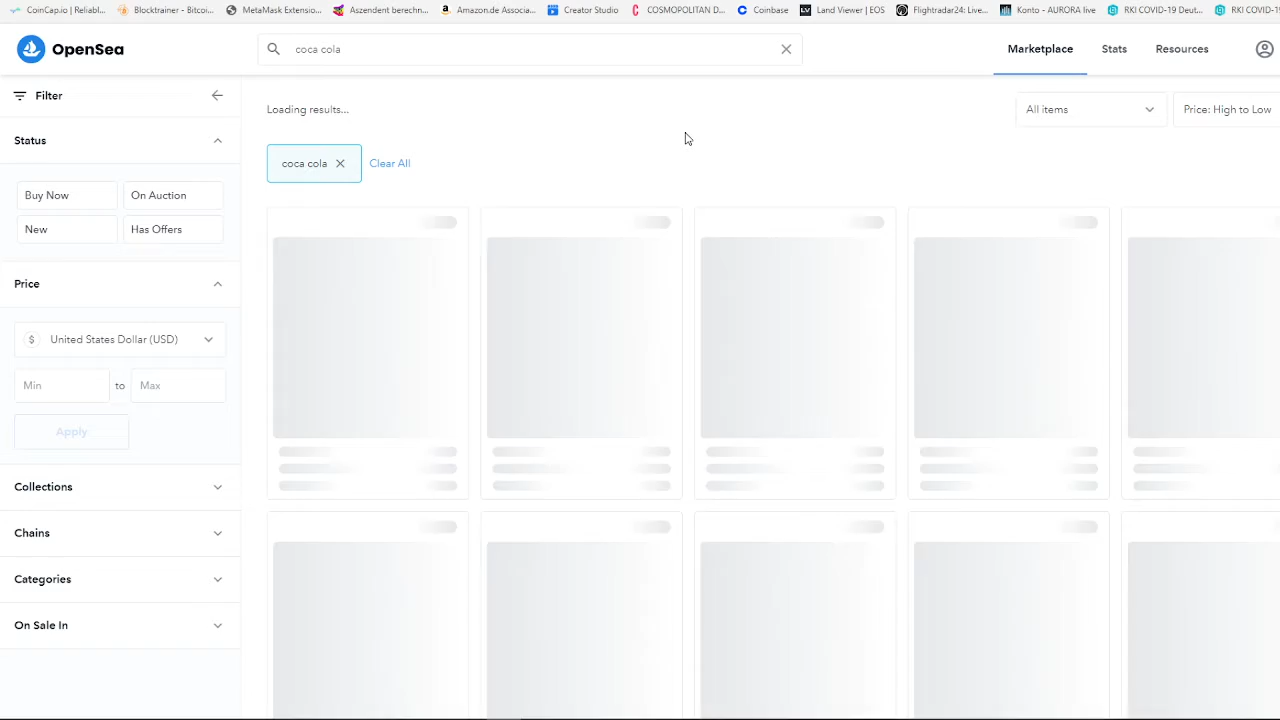 CoinCap.io | Reliabl...
Blocktrainer - Bitcoi...
MetaMask Extensio...
Aszendent berechn...
Amazon.de Associa...
Creator Studio
COSMOPOLITAN D...
Coinbase
Land Viewer | EOS
Flightradar24: Live...
Konto - AURORA live
RKI COVID-19 Deut...
RKI COVID-1
OpenSea
coca cola
Marketplace
Stats
Resources
Filter
Loading results...
All items
Price: High to Low
Status
coca cola
Clear All
Buy Now
On Auction
New
Has Offers
Price
$ United States Dollar (USD)
Min
to
Max
Apply
Collections
Chains
Categories
On Sale In